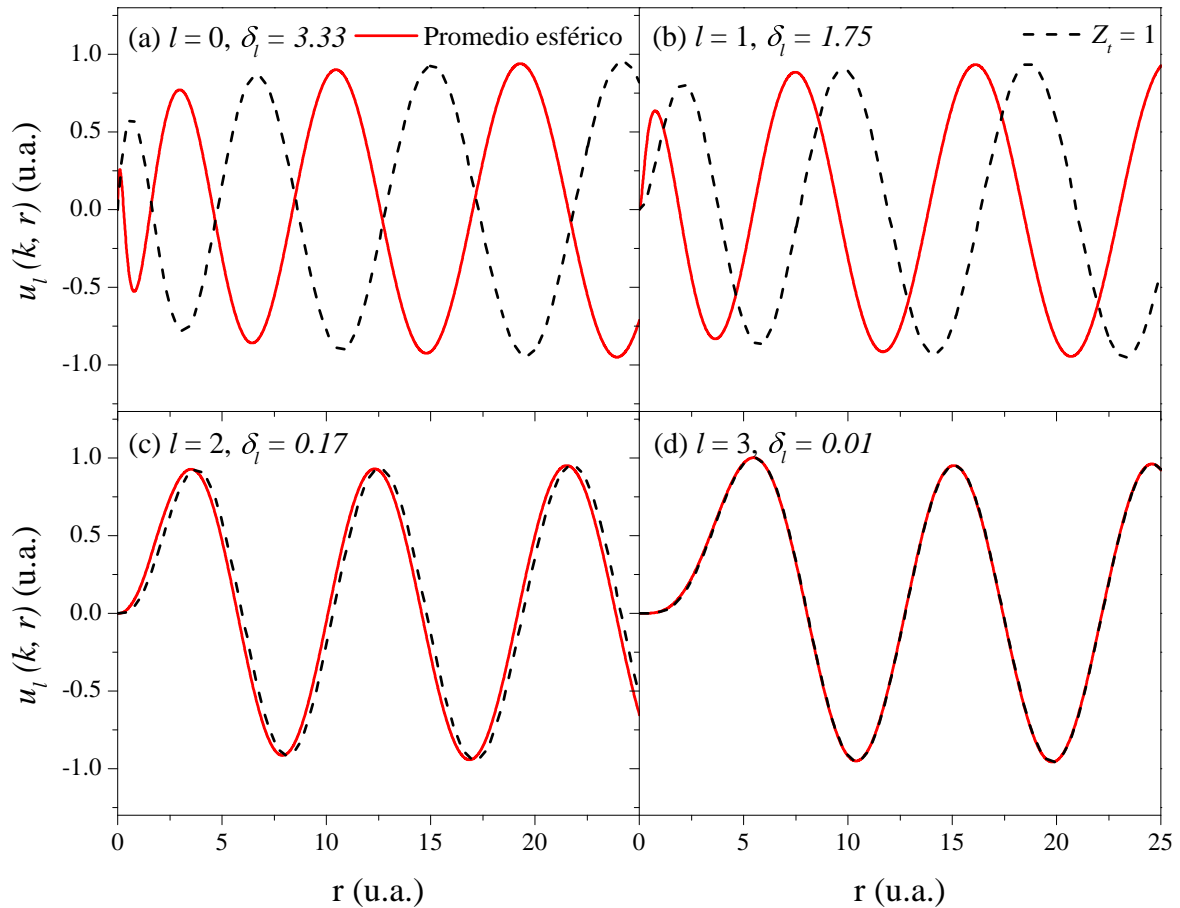 (a) l = 0, δl = 3.33
Promedio esférico
(b) l = 1, δl = 1.75
Zt = 1
1.0
0.5
0.0
-0.5
-1.0
ul (k, r) (u.a.)
(c) l = 2, δl = 0.17
(d) l = 3, δl = 0.01
1.0
0.5
0.0
-0.5
-1.0
ul (k, r) (u.a.)
0 5 10 15 20
0 5 10 15 20 25
r (u.a.)
r (u.a.)